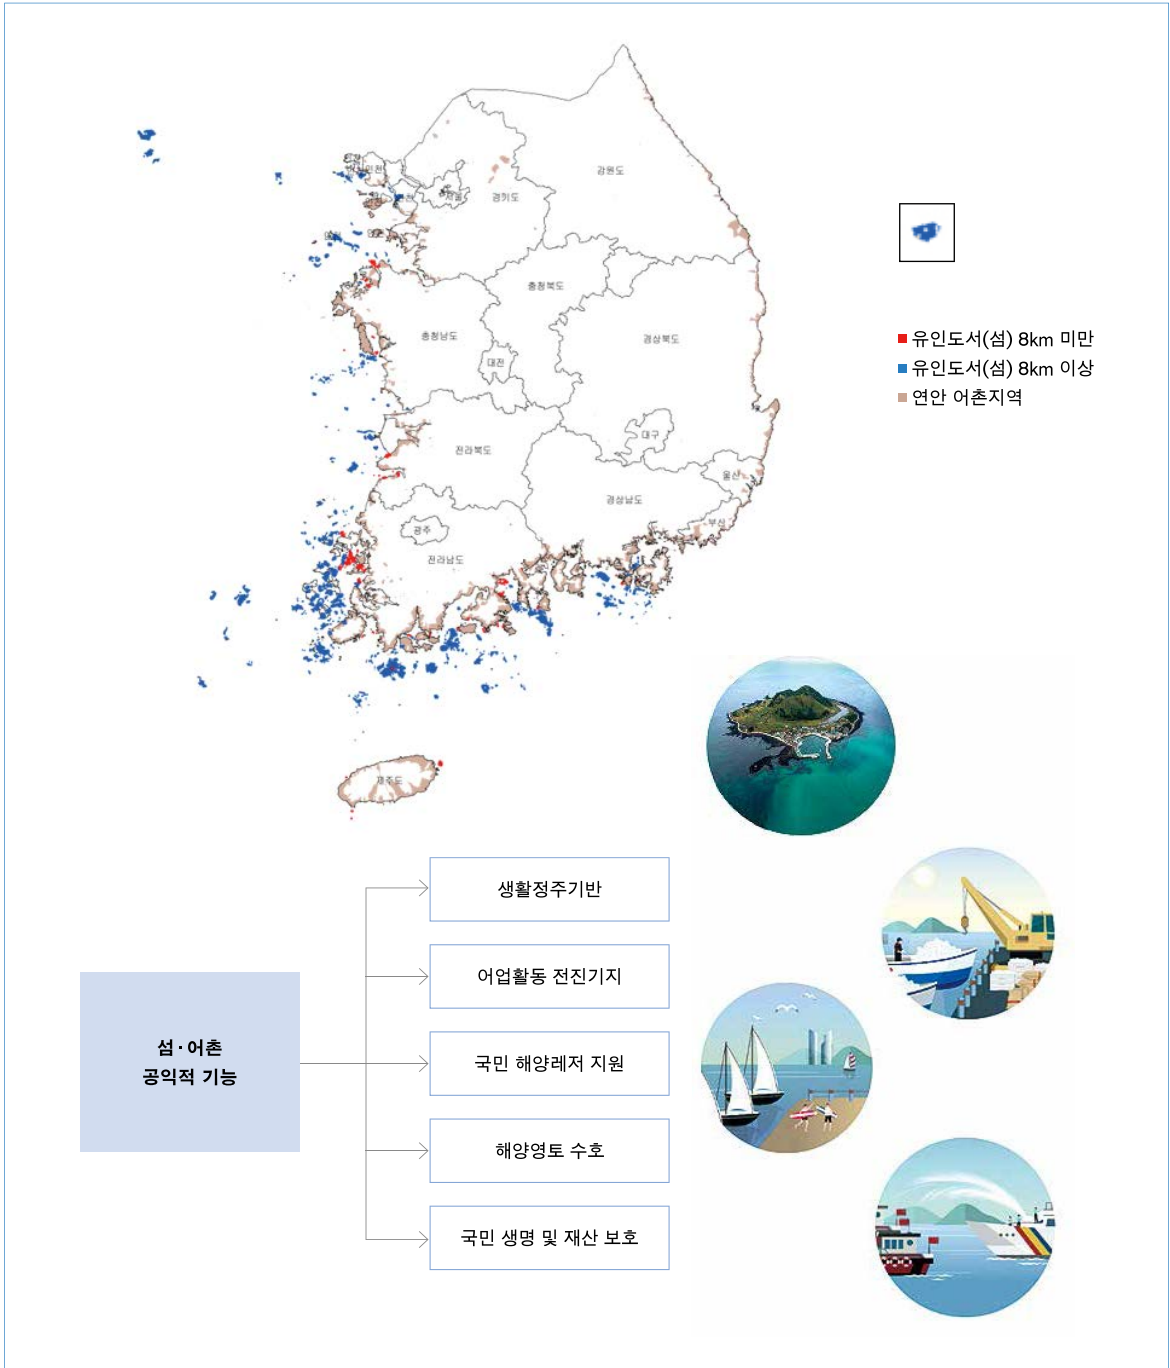 강원도
인천
서울
경기도
충청북도
충청남도
경상북도
대전
대구
전라북도
울산
경상남도
부산
광주
전라남도
제주도
유인도서(섬) 8km 미만
유인도서(섬) 8km 이상
연안 어촌지역
생활정주기반
어업활동 전진기지
섬·어촌
공익적 기능
국민 해양레저 지원
해양영토 수호
국민 생명 및 재산 보호